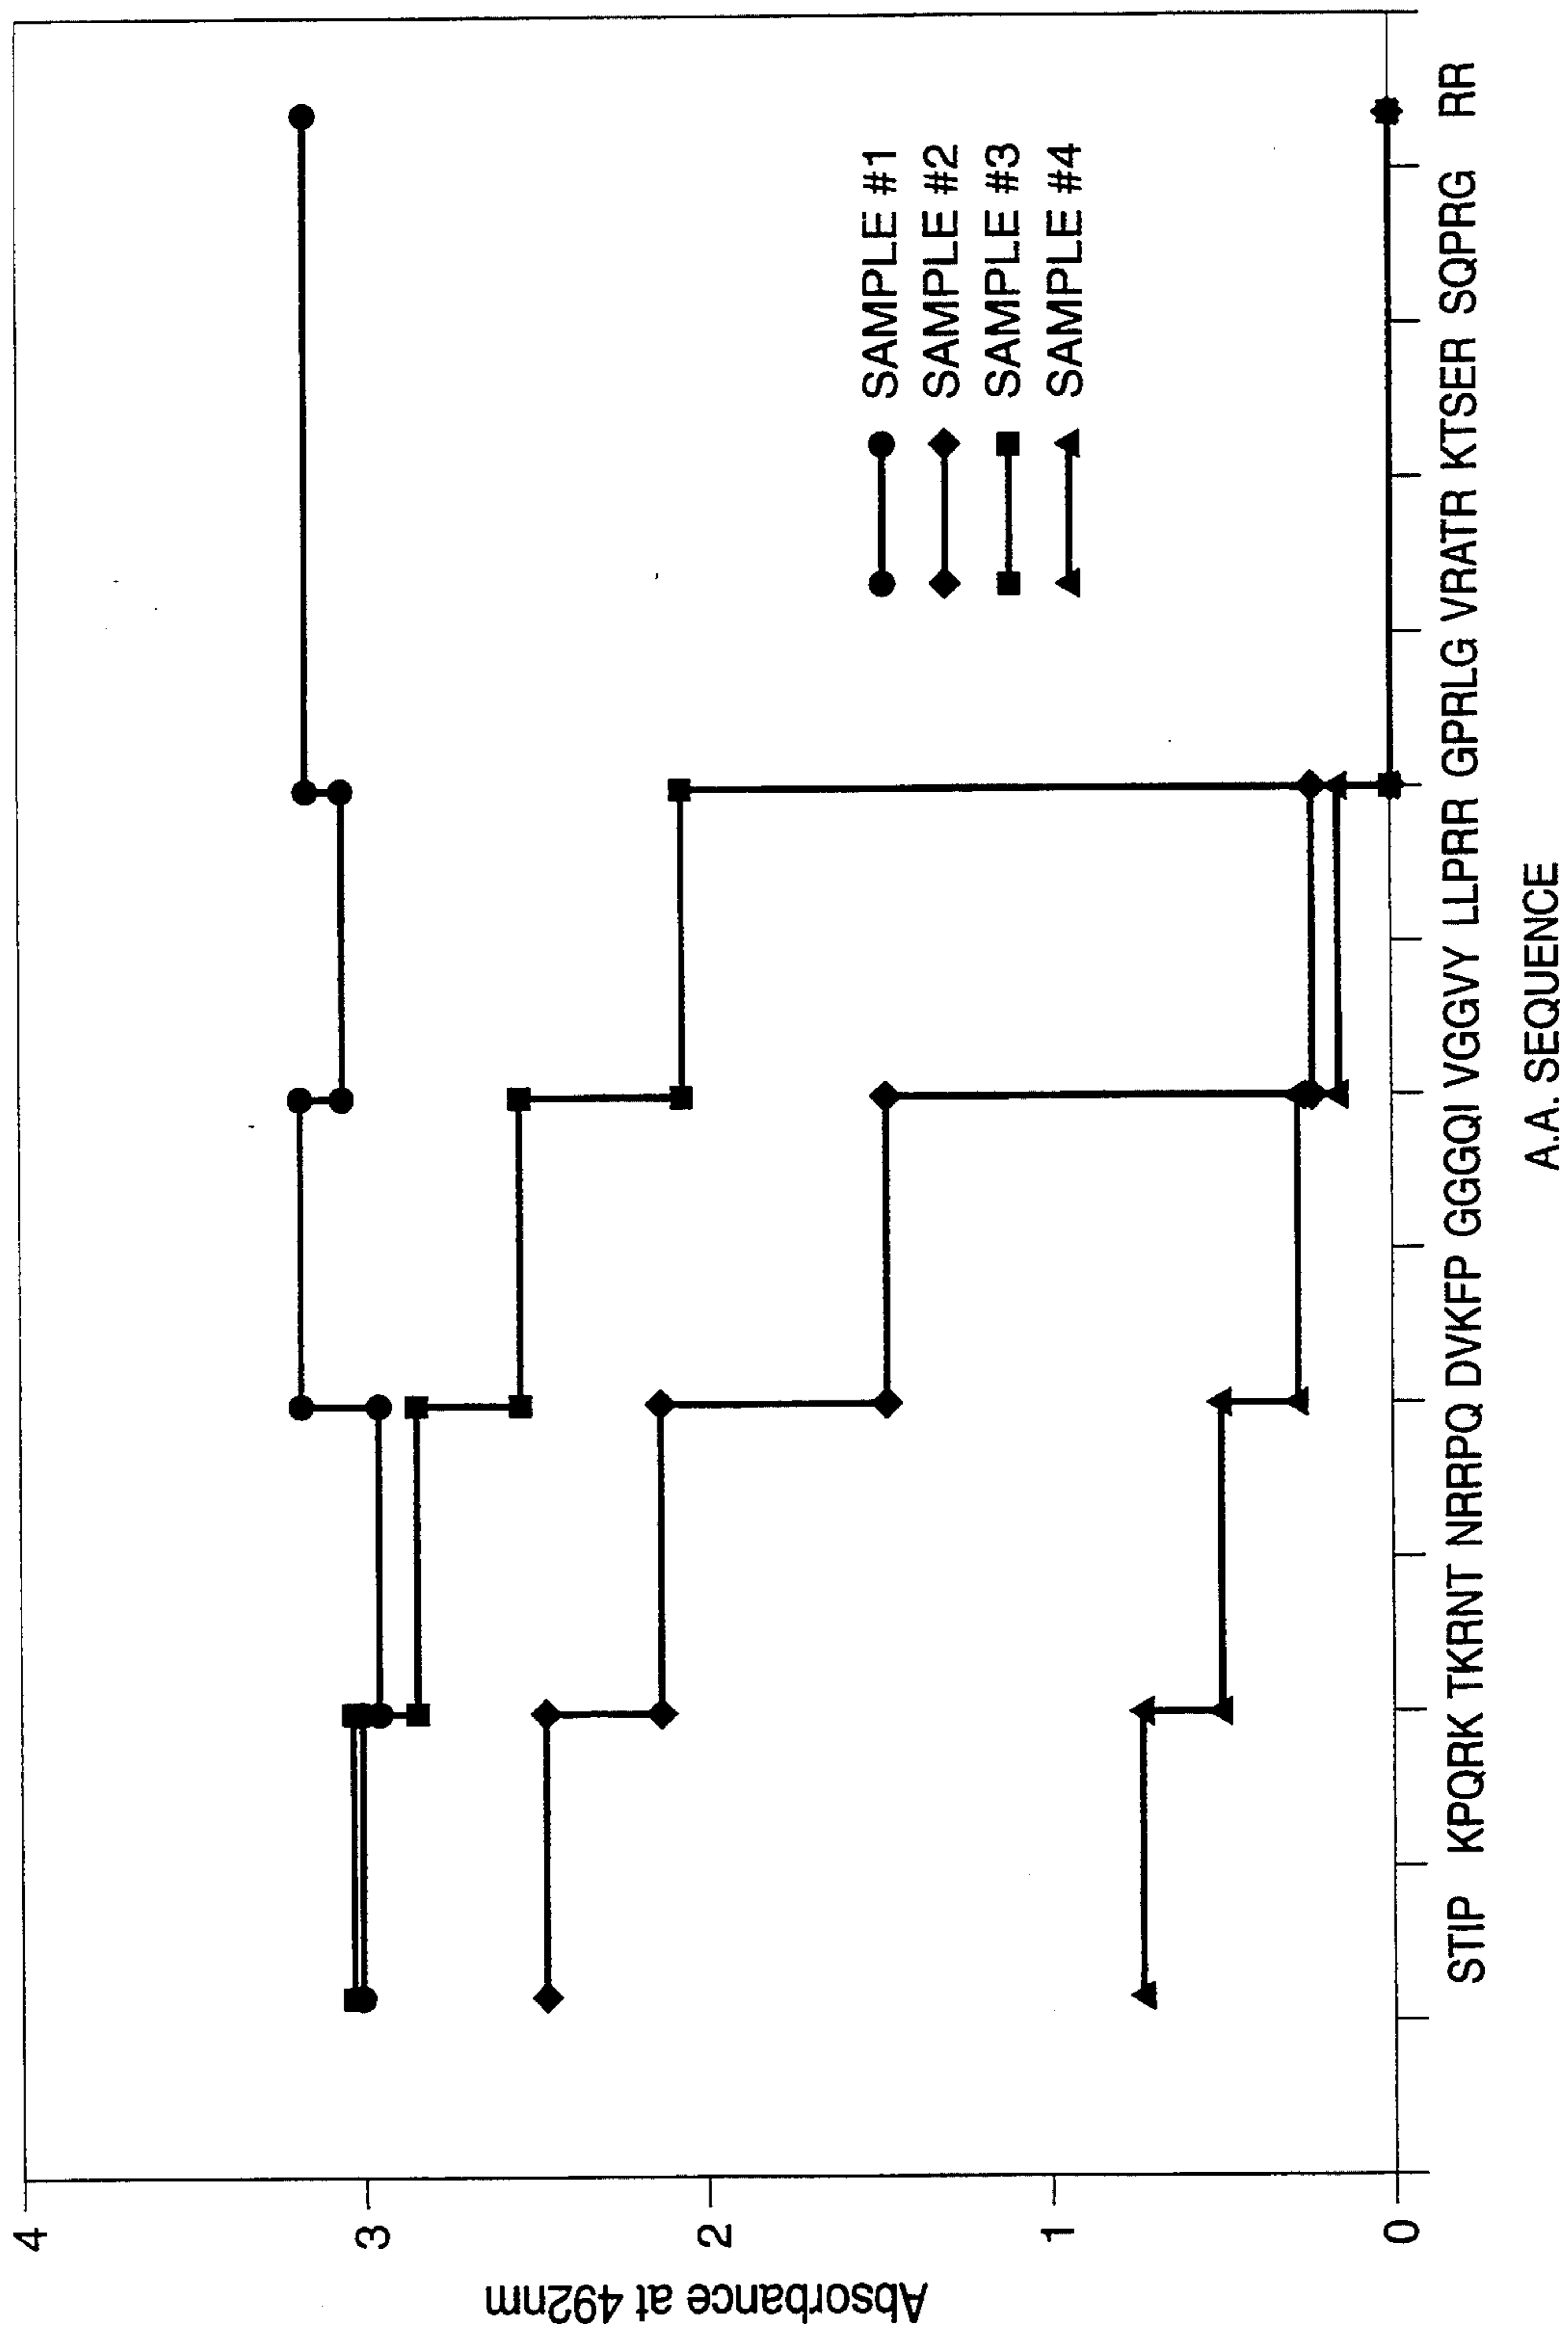 Absorbance at 492nm
4
3
2
1
0
SAMPLE #1
SAMPLE #2
SAMPLE #3
SAMPLE #4
STIP KPQRK TKRNT NRRPQ DVKFP GGGQI VGGVY LLPRR GPRLG VRATR KTSER SQPRG RR
A.A. SEQUENCE